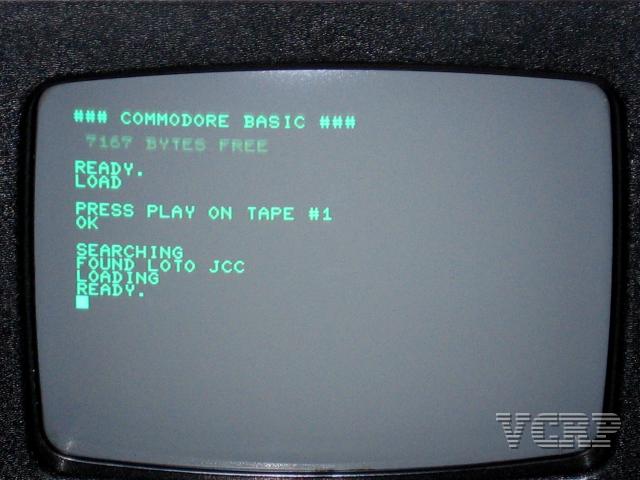 ### COMMODORE BASIC ###
7167 BYTES FREE
READY.
LOAD
PRESS PLAY ON TAPE #1
OK
SEARCHING
FOUND LOTO JCC
LOADING
READY.
VCRP